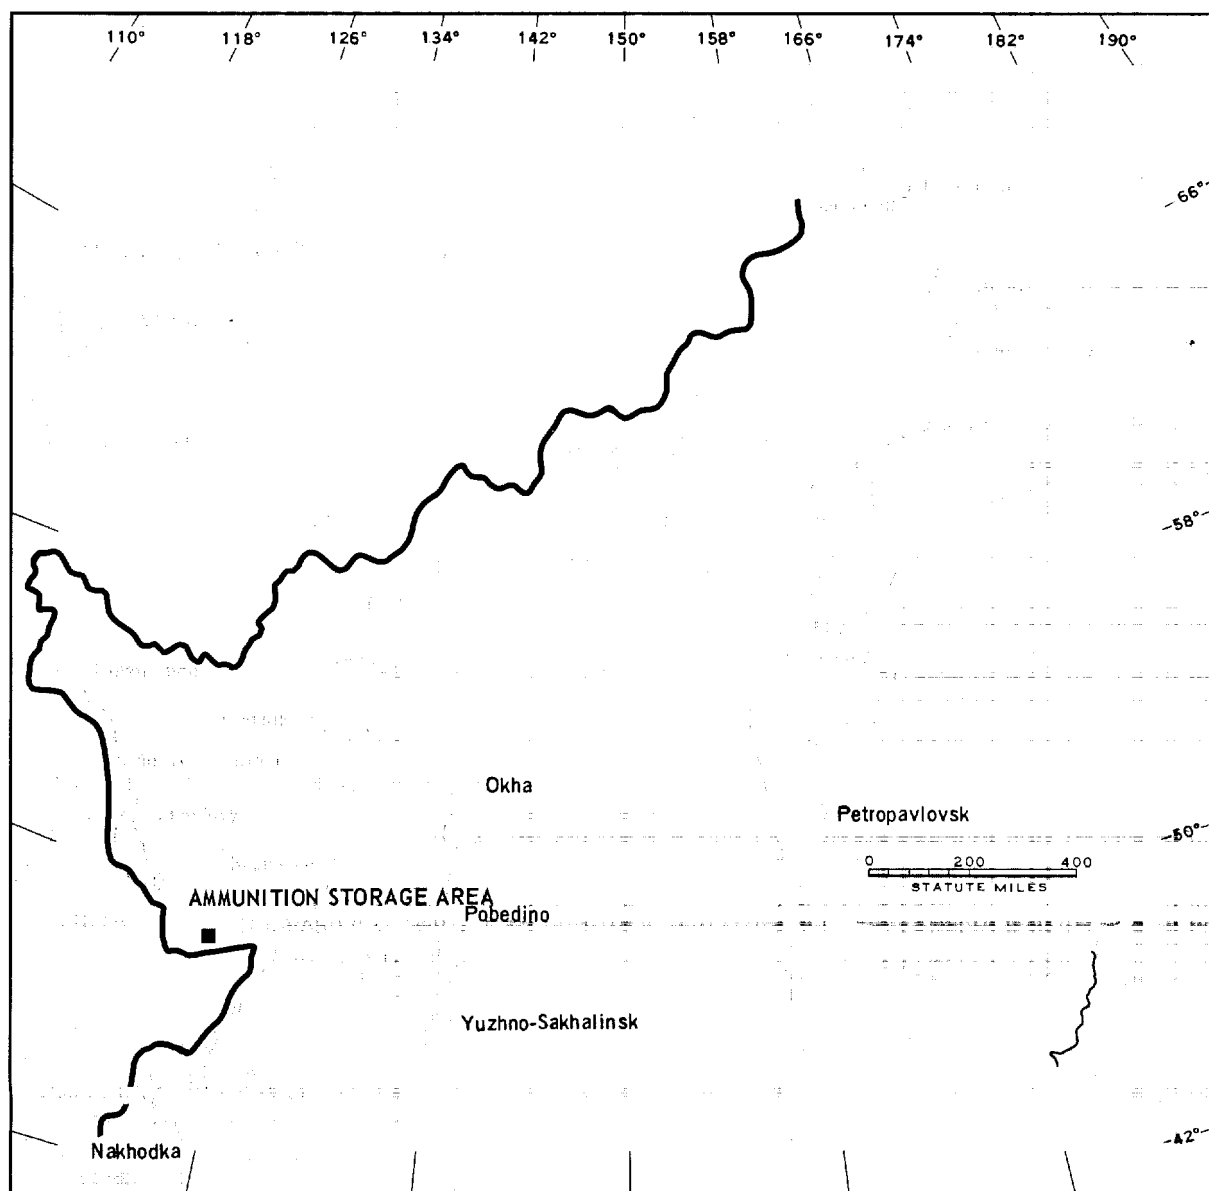 110° 118° 126° 134° 142° 150° 158° 166° 174° 182° 190°
66°
58°
Okha
Petropavlovsk
50°
0 200 400
STATUTE MILES
AMMUNITION STORAGE AREA
Pobedino
Yuzhno-Sakhalinsk
42°
Nakhodka